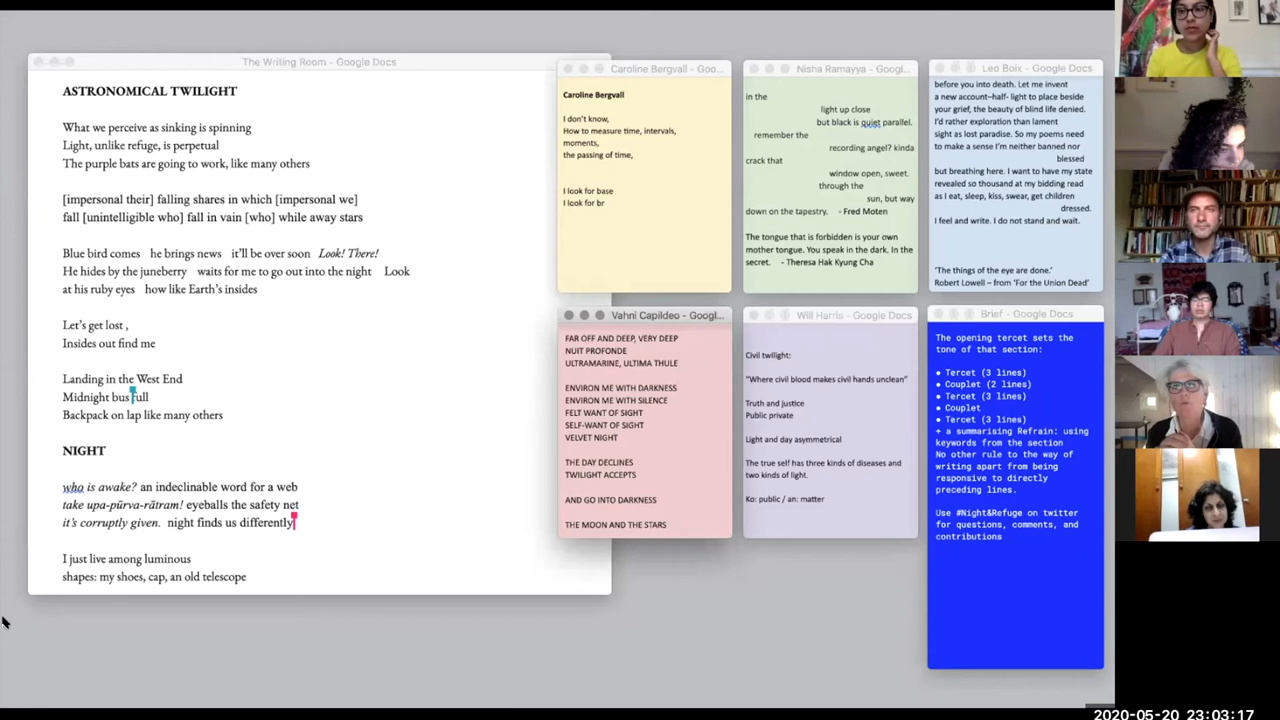 The Writing Room - Google Docs
ASTRONOMICAL TWILIGHT
What we perceive as sinking is spinning
Light, unlike refuge, is perpetual
The purple bats are going to work, like many others
[impersonal their] falling shares in which [impersonal we]
fall [unintelligible who] fall in vain [who] while away stars
Blue bird comes he brings news it'll be over soon Look! There!
He hides by the juneberry waits for me to go out into the night Look
at his ruby eyes how like Earth's insides
Let's get lost ,
Insides out find me
Landing in the West End
Midnight bus full
Backpack on lap like many others
NIGHT
who is awake? an indeclinable word for a web
take upa-pūrva-rātram! eyeballs the safety net
it's corruptly given. night finds us differently
I just live among luminous
shapes: my shoes, cap, an old telescope
Caroline Bergvall - Goo...
Caroline Bergvall
I don't know,
How to measure time, intervals,
moments,
the passing of time,
I look for base
I look for br
Nisha Ramayya - Googl...
in the
light up close
but black is quiet parallel.
remember the
recording angel? kinda
crack that
window open, sweet.
through the
sun, but way
down on the tapestry. - Fred Moten
The tongue that is forbidden is your own
mother tongue. You speak in the dark. In the
secret. - Theresa Hak Kyung Cha
Leo Boix - Google Docs
before you into death. Let me invent
a new account–half- light to place beside
your grief, the beauty of blind life denied.
I'd rather exploration than lament
sight as lost paradise. So my poems need
to make a sense I'm neither banned nor
blessed
but breathing here. I want to have my state
revealed so thousand at my bidding read
as I eat, sleep, kiss, swear, get children
dressed.
I feel and write. I do not stand and wait.
'The things of the eye are done.'
Robert Lowell – from 'For the Union Dead'
Vahni Capildeo - Googl...
FAR OFF AND DEEP, VERY DEEP
NUIT PROFONDE
ULTRAMARINE, ULTIMA THULE
ENVIRON ME WITH DARKNESS
ENVIRON ME WITH SILENCE
FELT WANT OF SIGHT
SELF-WANT OF SIGHT
VELVET NIGHT
THE DAY DECLINES
TWILIGHT ACCEPTS
AND GO INTO DARKNESS
THE MOON AND THE STARS
Will Harris - Google Docs
Civil twilight:
"Where civil blood makes civil hands unclean"
Truth and justice
Public private
Light and day asymmetrical
The true self has three kinds of diseases and
two kinds of light.
Ko: public / an: matter
Brief - Google Docs
The opening tercet sets the
tone of that section:
● Tercet (3 lines)
● Couplet (2 lines)
● Tercet (3 lines)
● Couplet
● Tercet (3 lines)
+ a summarising Refrain: using
keywords from the section
No other rule to the way of
writing apart from being
responsive to directly
preceding lines.
Use #Night&Refuge on twitter
for questions, comments, and
contributions
2020-05-20 23:03:17